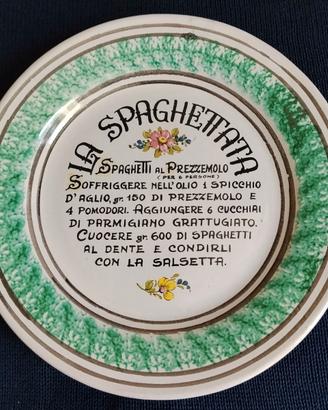 LA SPAGHETTATA
SPAGHETTI AL PREZZEMOLO
(PER 6 PERSONE)
SOFFRIGGERE NELL'OLIO 1 SPICCHIO
D'AGLIO, gr. 150 DI PREZZEMOLO E
4 POMODORI. AGGIUNGERE 6 CUCCHIAI
DI PARMIGIANO GRATTUGIATO.
CUOCERE gr. 600 DI SPAGHETTI
AL DENTE E CONDIRLI
CON LA SALSETTA.